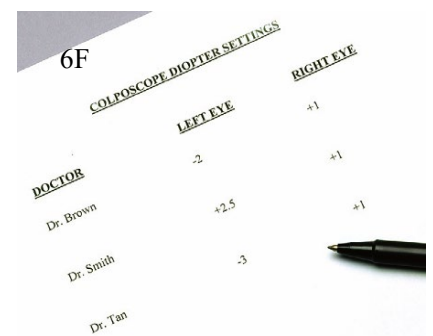 6F
COLPOSCOPE DIOPTER SETTINGS
DOCTOR LEFT EYE RIGHT EYE
Dr. Brown -2 +1
Dr. Smith +2.5 +1
Dr. Tan -3 +1